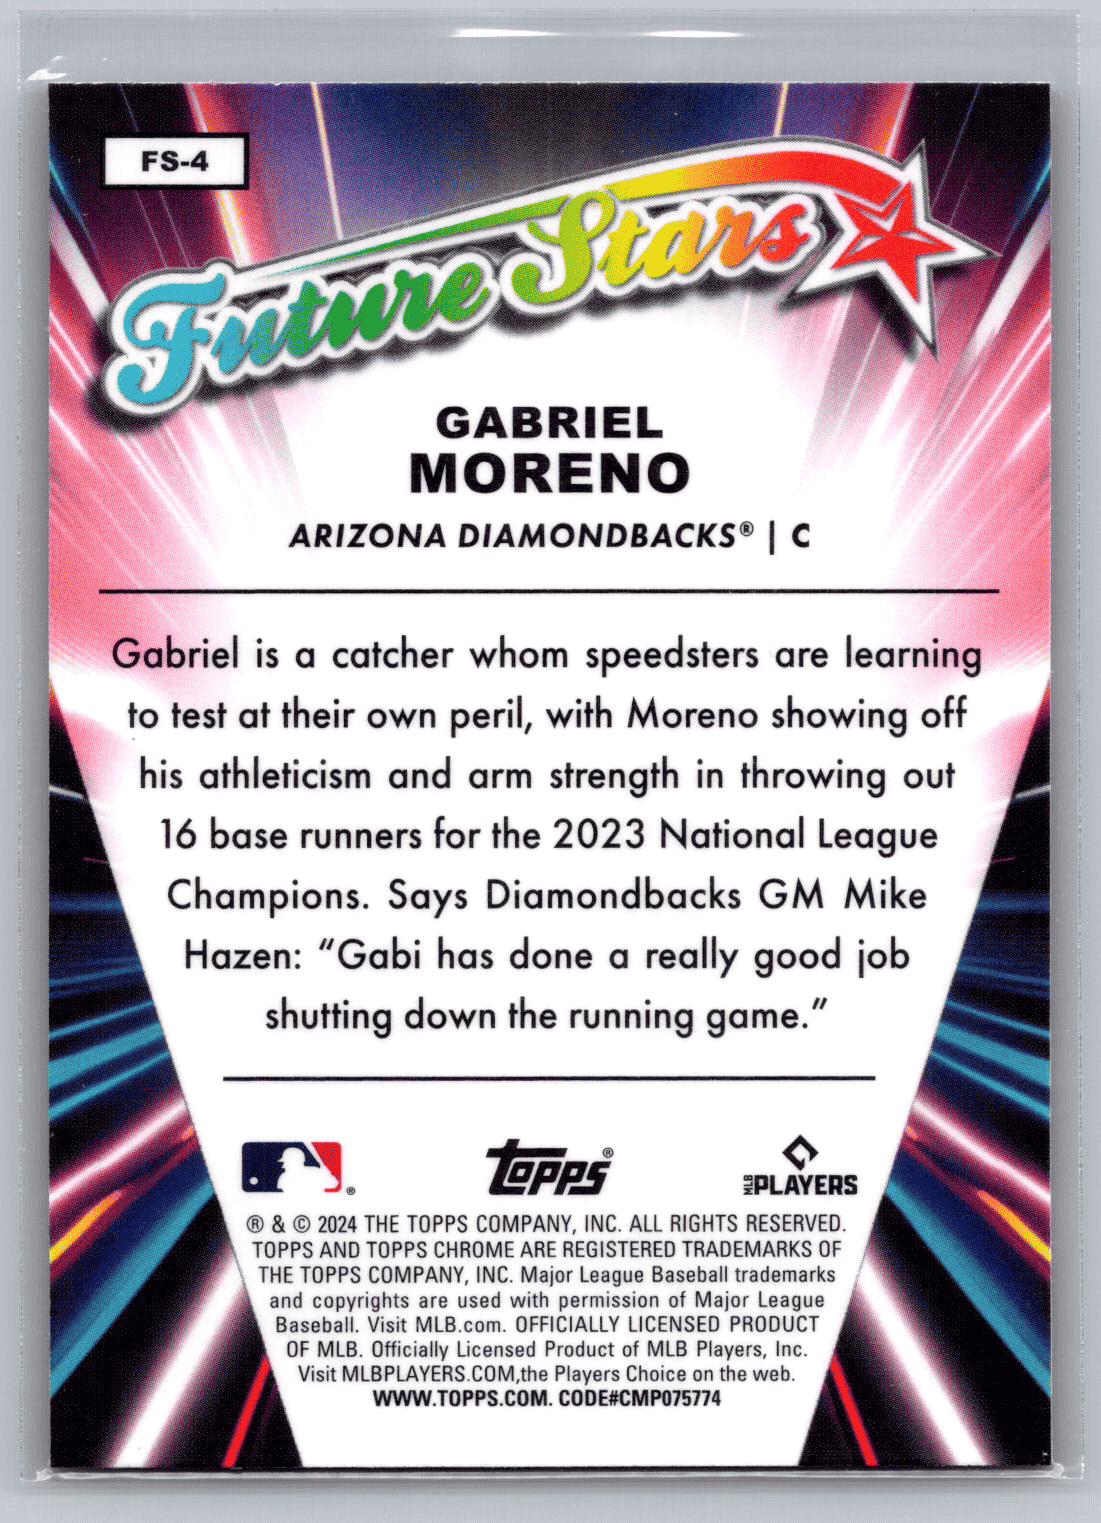 FS-4
Future Stars
GABRIEL
MORENO
ARIZONA DIAMONDBACKS® | C
Gabriel is a catcher whom speedsters are learning
to test at their own peril, with Moreno showing off
his athleticism and arm strength in throwing out
16 base runners for the 2023 National League
Champions. Says Diamondbacks GM Mike
Hazen: “Gabi has done a really good job
shutting down the running game.”
® topps® MLB PLAYERS
® & © 2024 THE TOPPS COMPANY, INC. ALL RIGHTS RESERVED.
TOPPS AND TOPPS CHROME ARE REGISTERED TRADEMARKS OF
THE TOPPS COMPANY, INC. Major League Baseball trademarks
and copyrights are used with permission of Major League
Baseball. Visit MLB.com. OFFICIALLY LICENSED PRODUCT
OF MLB. Officially Licensed Product of MLB Players, Inc.
Visit MLBPLAYERS.COM,the Players Choice on the web.
WWW.TOPPS.COM. CODE#CMP075774